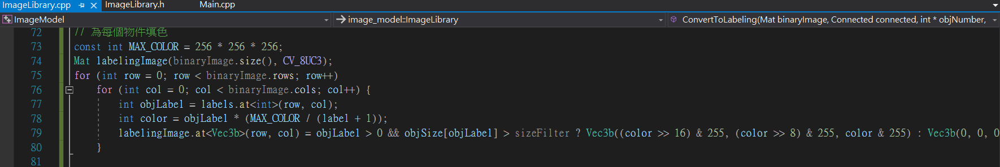 ImageLibrary.cpp ImageLibrary.h Main.cpp
ImageModel image_model::ImageLibrary ConvertToLabeling(Mat binaryImage, Connected connected, int * objNumber,
72 // 為每個物件填色
73 const int MAX_COLOR = 256 * 256 * 256;
74 Mat labelingImage(binaryImage.size(), CV_8UC3);
75 for (int row = 0; row < binaryImage.rows; row++)
76 for (int col = 0; col < binaryImage.cols; col++) {
77 int objLabel = labels.at<int>(row, col);
78 int color = objLabel * (MAX_COLOR / (label + 1));
79 labelingImage.at<Vec3b>(row, col) = objLabel > 0 && objSize[objLabel] > sizeFilter ? Vec3b((color >> 16) & 255, (color >> 8) & 255, color & 255) : Vec3b(0, 0, 0
80 }
81